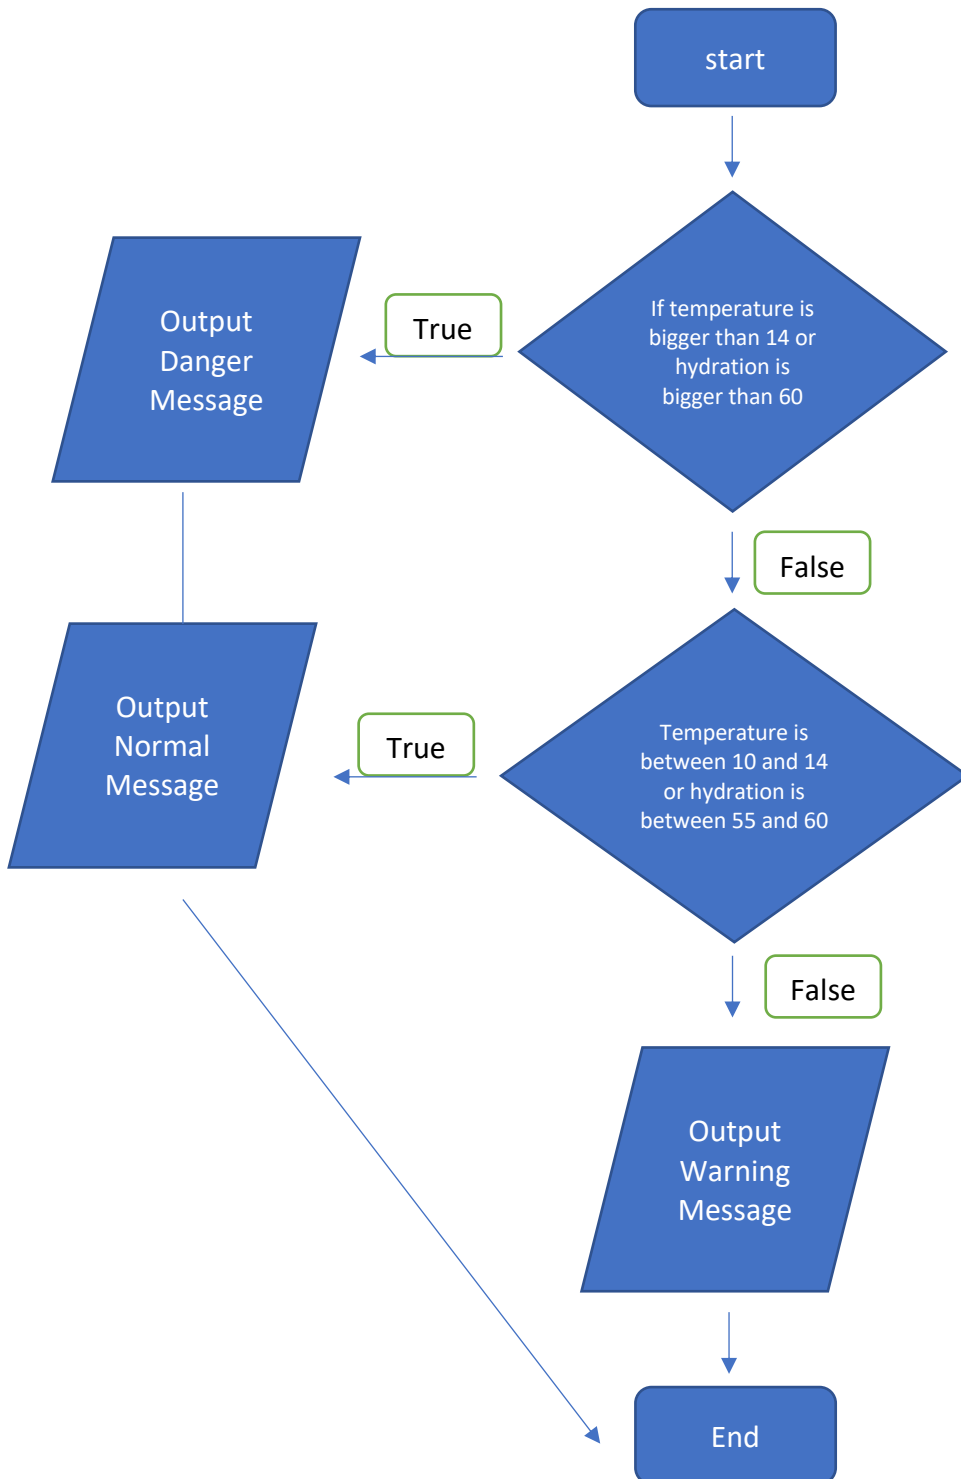 start
If temperature is
bigger than 14 or
hydration is
bigger than 60
True
Output
Danger
Message
False
Temperature is
between 10 and 14
or hydration is
between 55 and 60
True
Output
Normal
Message
False
Output
Warning
Message
End